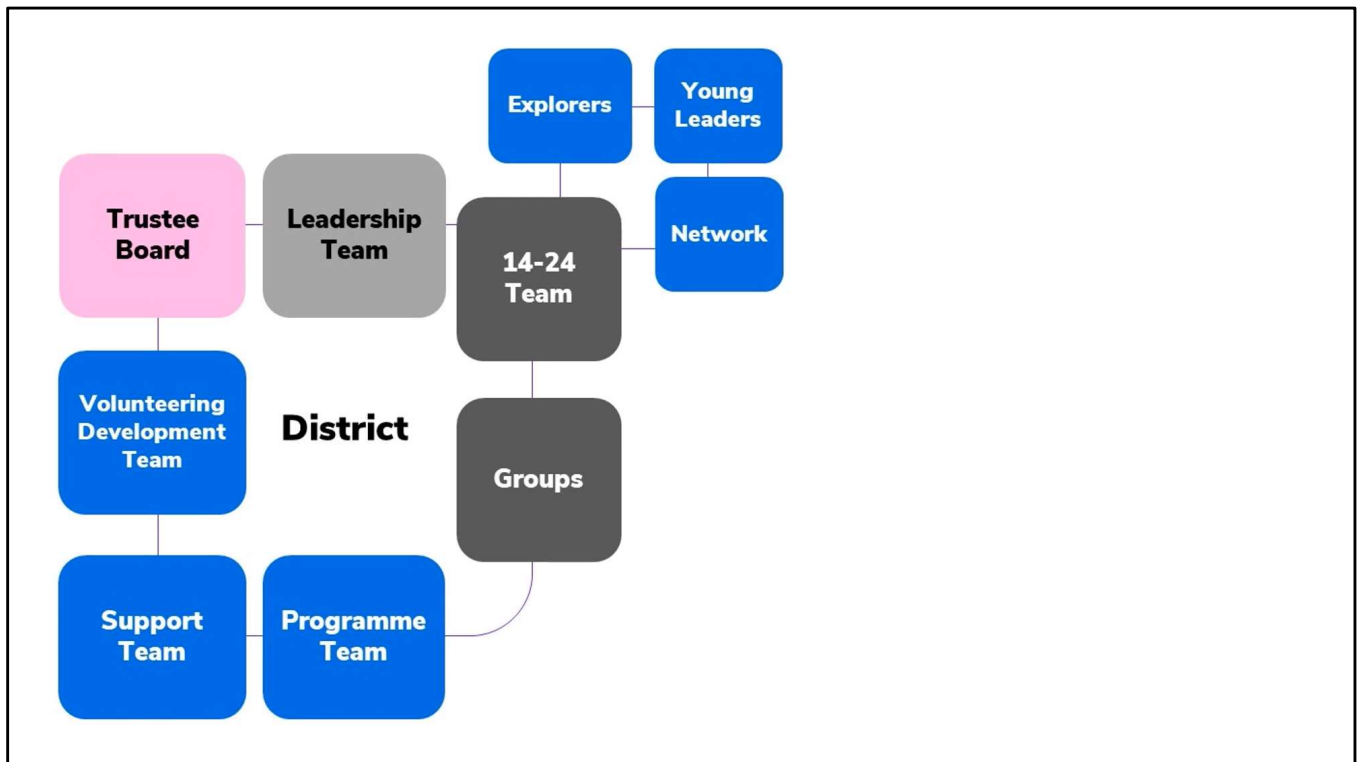 Explorers
Young
Leaders
Trustee
Board
Leadership
Team
14-24
Team
Network
Volunteering
Development
Team
District
Groups
Support
Team
Programme
Team